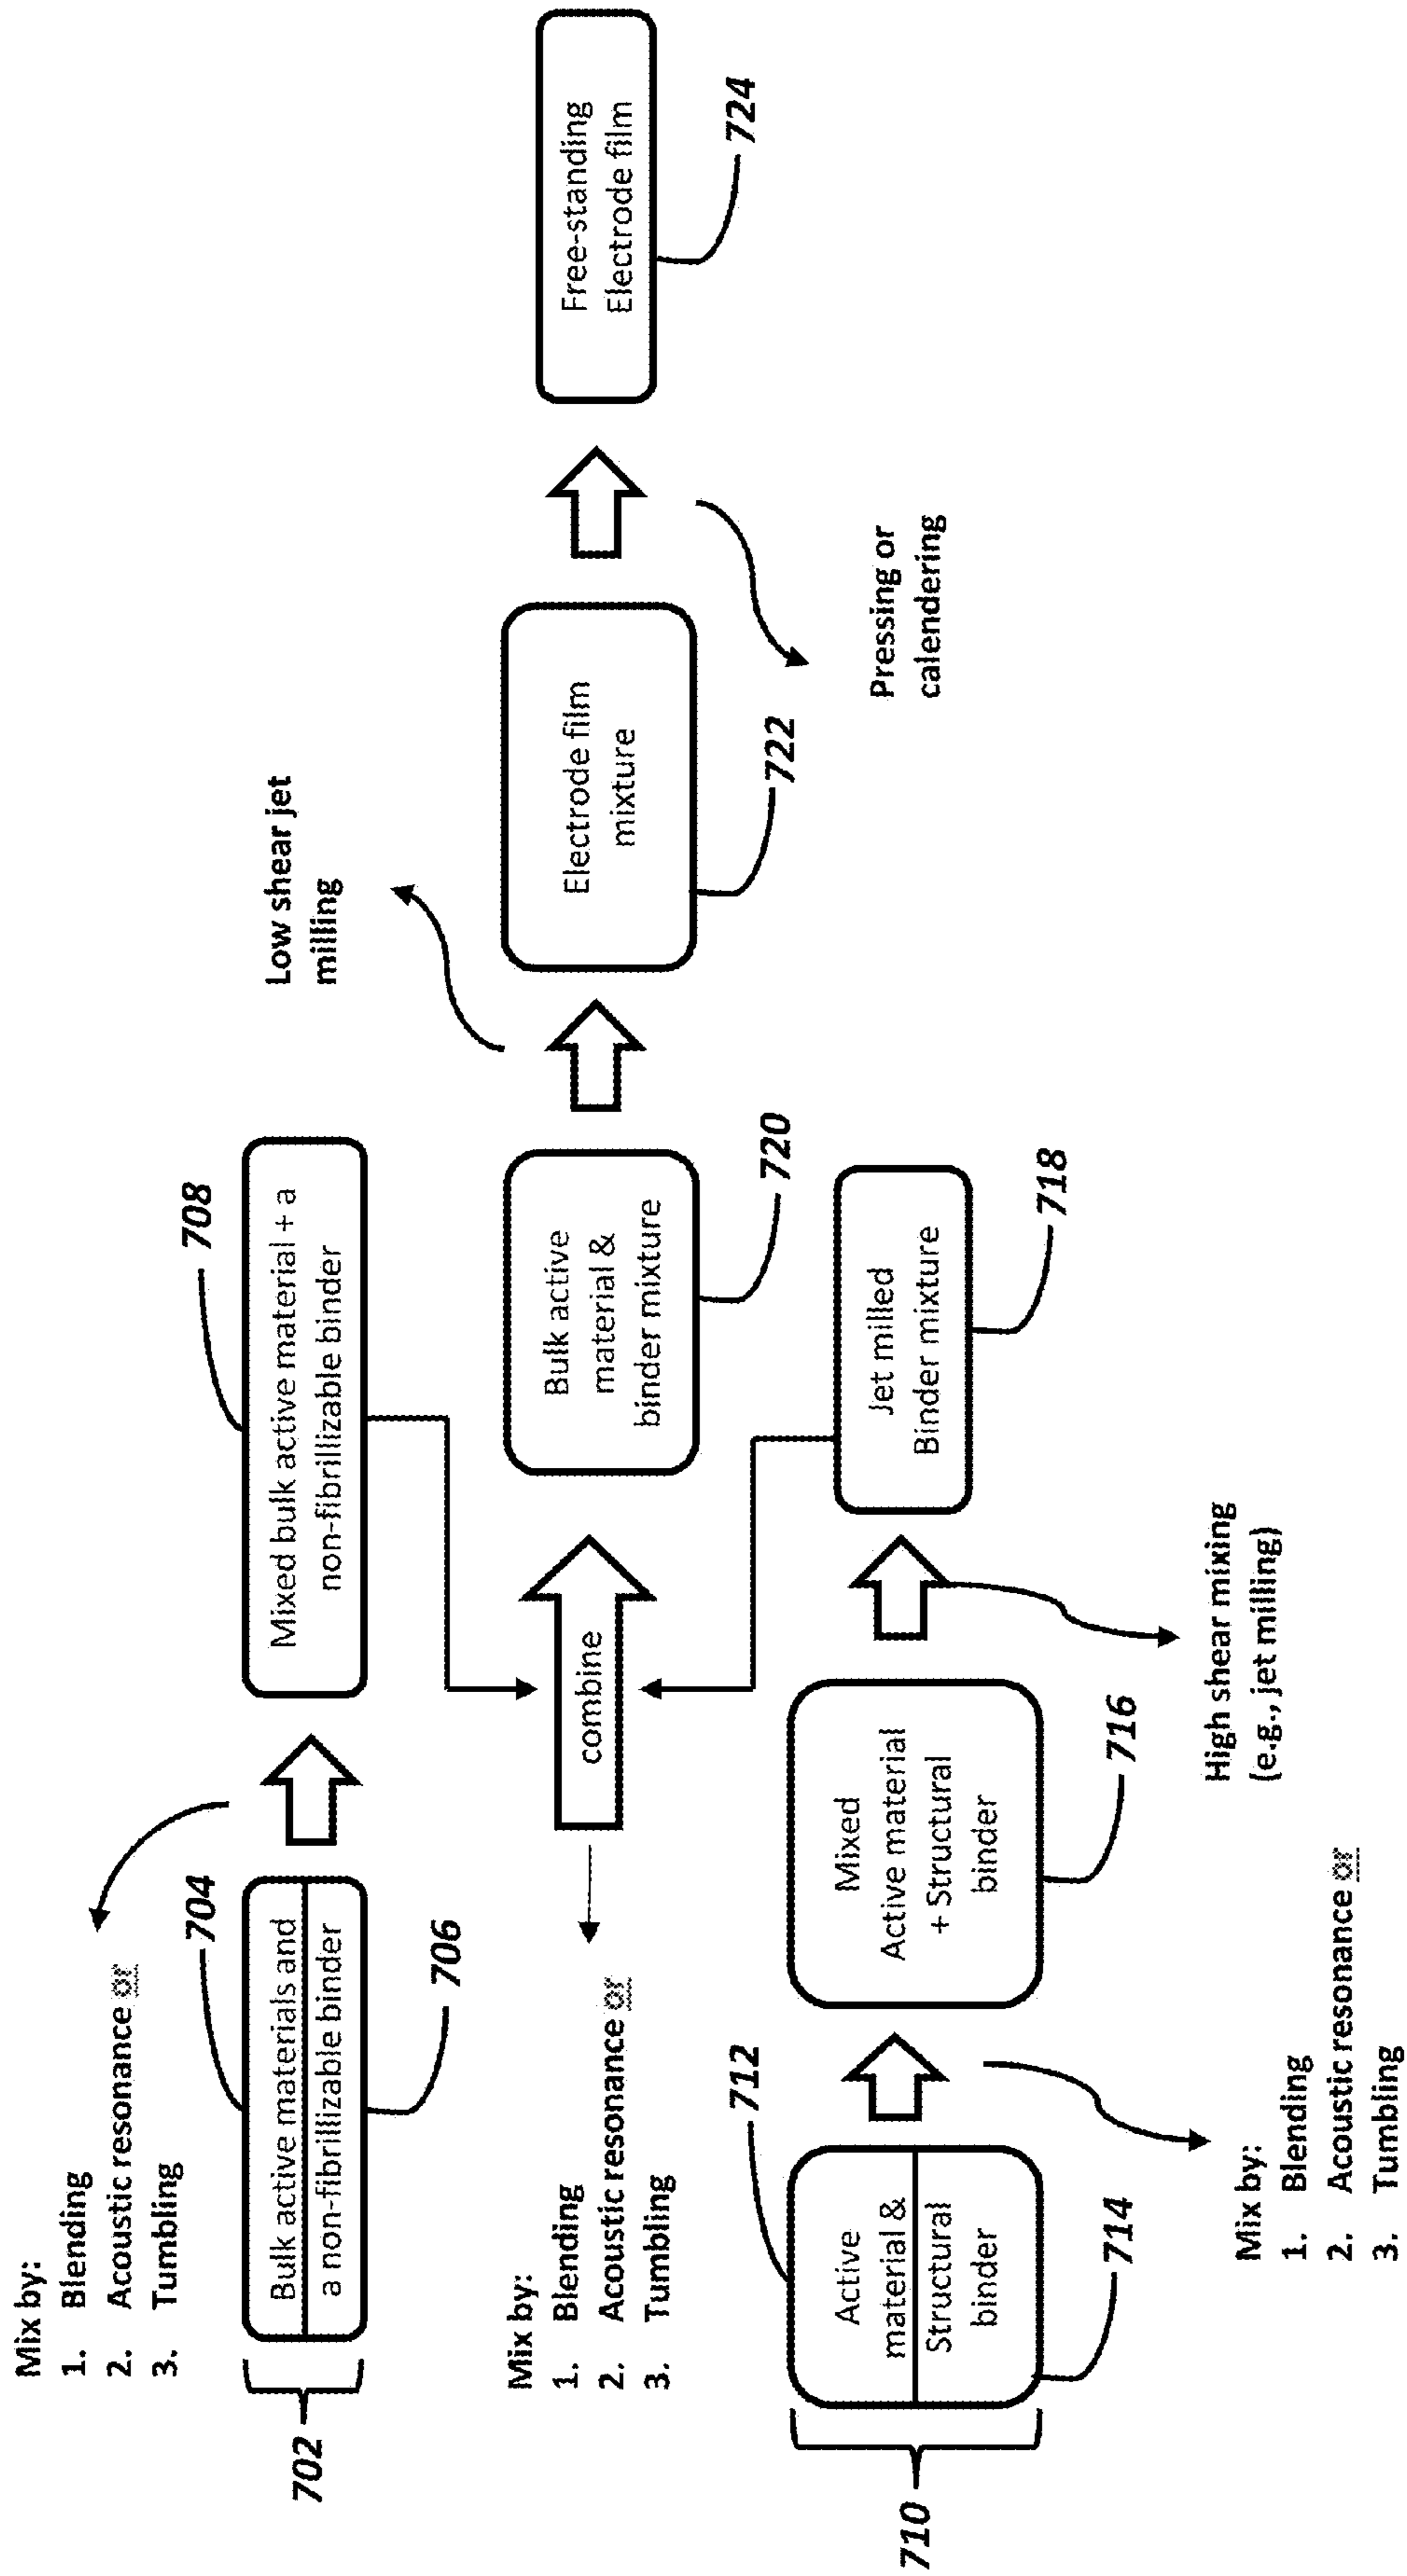 Mix by:
1. Blending
2. Acoustic resonance or
3. Tumbling
702
704
Bulk active materials and
a non-fibrillizable binder
706
708
Mixed bulk active material + a
non-fibrillizable binder
Mix by:
1. Blending
2. Acoustic resonance or
3. Tunbling
combine
Bulk active
material &
binder mixture
720
Low shear jet
milling
Electrode film
mixture
722
Pressing or
calendering
Free-standing
Electrode film
724
710
712
Active
material &
Structural
binder
714
Mix by:
1. Blending
2. Acoustic resonance or
3. Tumbling
Mixed
Active material
+ Structural
binder
716
High shear mixing
(e.g., jet milling)
Jet milled
Binder mixture
718